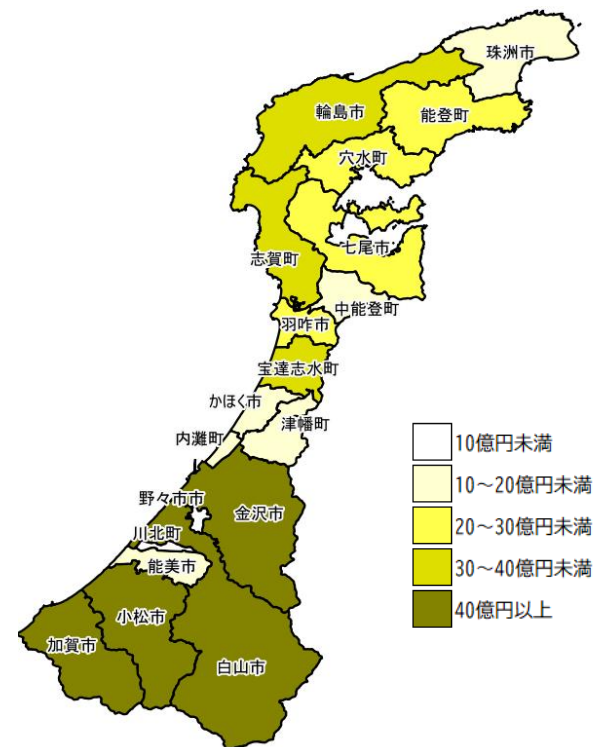 珠洲市
輪島市
能登町
穴水町
七尾市
志賀町
中能登町
羽咋市
宝達志水町
かほく市
津幡町
内灘町
野々市市
金沢市
川北町
能美市
小松市
加賀市
白山市
10億円未満
10～20億円未満
20～30億円未満
30～40億円未満
40億円以上